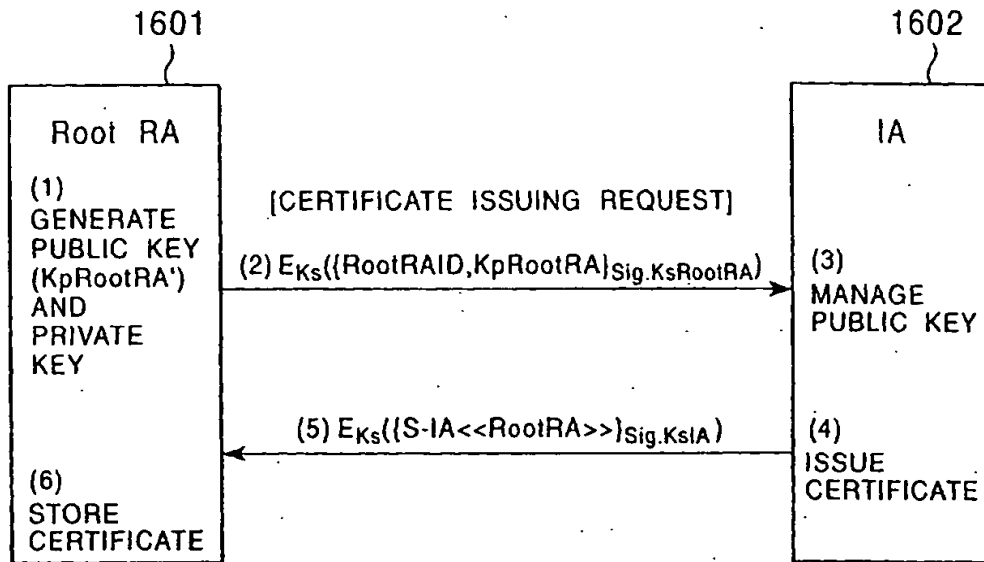 1601
1602
Root RA
IA
(1)
GENERATE
PUBLIC KEY
(KpRootRA')
AND
PRIVATE
KEY
[CERTIFICATE ISSUING REQUEST]
(2) EKs({RootRAID,KpRootRA}Sig.KsRootRA)
(3)
MANAGE
PUBLIC KEY
(5) EKs({S-IA<<RootRA>>}Sig.KsIA)
(4)
ISSUE
CERTIFICATE
(6)
STORE
CERTIFICATE